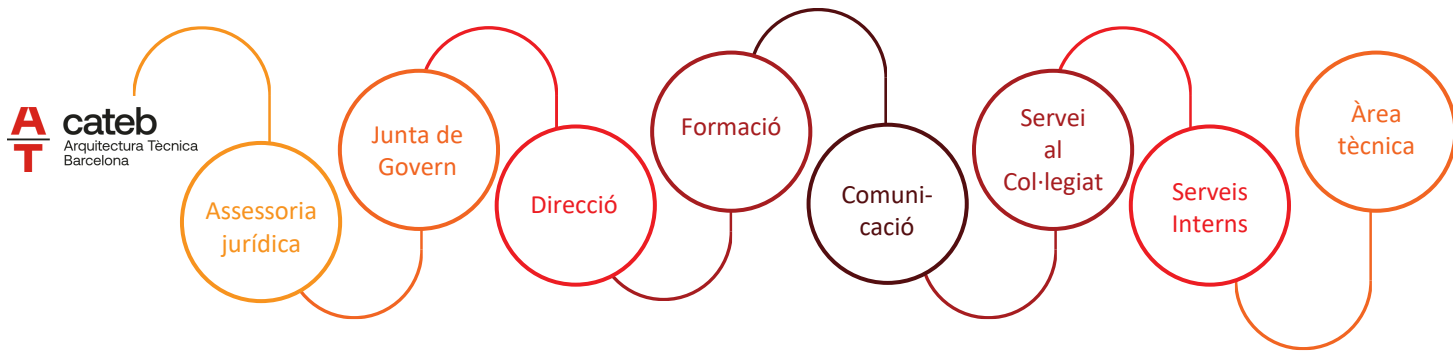 A
T
cateb
Arquitectura Tècnica
Barcelona
Assessoria
jurídica
Junta de
Govern
Direcció
Formació
Comuni-
cació
Servei
al
Col·legiat
Serveis
Interns
Àrea
tècnica